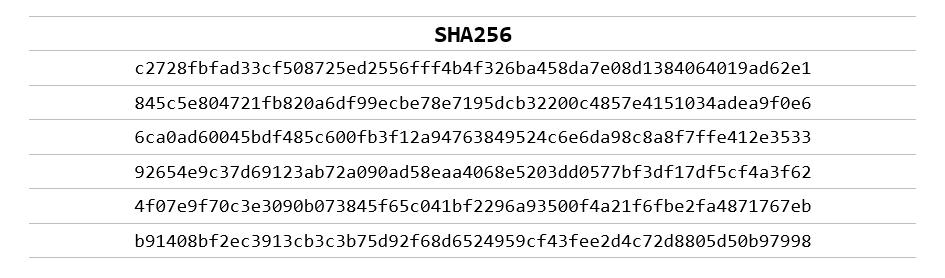 SHA256
c2728fbfad33cf508725ed2556fff4b4f326ba458da7e08d1384064019ad62e1
845c5e804721fb820a6df99ecbe78e7195dcb32200c4857e4151034adea9f0e6
6ca0ad60045bdf485c600fb3f12a94763849524c6e6da98c8a8f7ffe412e3533
92654e9c37d69123ab72a090ad58eaa4068e5203dd0577bf3df17df5cf4a3f62
4f07e9f70c3e3090b073845f65c041bf2296a93500f4a21f6fbe2fa4871767eb
b91408bf2ec3913cb3c3b75d92f68d6524959cf43fee2d4c72d8805d50b97998